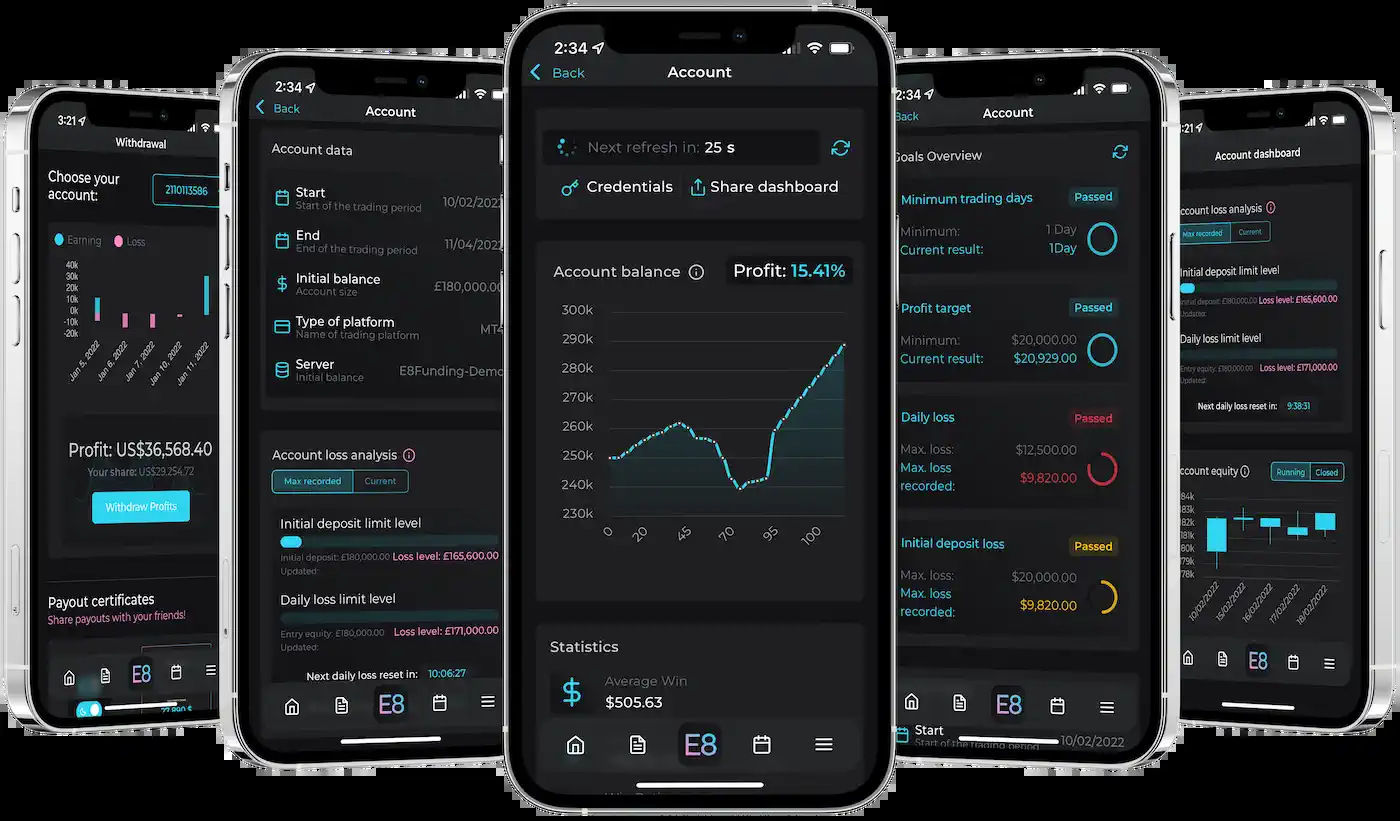 3:21
Withdrawal
Choose your
account:
2110113586
Earning
Loss
40k
30k
20k
10k
0k
-10k
-20k
Jan 5, 2022
Jan 6, 2022
Jan 7, 2022
Jan 10, 2022
Jan 11, 2022
Profit: US$36,568.40
Your share: US$29,254.72
Withdraw Profits
Payout certificates
Share payouts with your friends!
E8
2:34
Back
Account
Account data
Start
Start of the trading period
10/02/2022
End
End of the trading period
11/04/2022
Initial balance
Account size
£180,000.00
Type of platform
Name of trading platform
MT4
Server
Initial balance
E8Funding-Demo
Account loss analysis
Max recorded
Current
Initial deposit limit level
Initial deposit: £180,000.00 Loss level: £165,600.00
Updated:
Daily loss limit level
Entry equity: £180,000.00 Loss level: £171,000.00
Updated:
Next daily loss reset in: 10:06:27
E8
2:34
Back
Account
Next refresh in: 25 s
Credentials
Share dashboard
Account balance
Profit: 15.41%
300k
290k
280k
270k
260k
250k
240k
230k
0
20
45
70
95
100
Statistics
Average Win
$505.63
E8
2:34
Back
Account
Goals Overview
Minimum trading days
Passed
Minimum:
1 Day
Current result:
1Day
Profit target
Passed
Minimum:
$20,000.00
Current result:
$20,929.00
Daily loss
Passed
Max. loss:
$12,500.00
Max. loss
recorded:
$9,820.00
Initial deposit loss
Passed
Max. loss:
$20,000.00
Max. loss
recorded:
$9,820.00
E8
Start
Start of the trading period
10/02/2022
3:21
Account dashboard
ccount loss analysis
Max recorded
Current
Initial deposit limit level
Initial deposit: £180,000.00 Loss level: £165,600.00
Updated:
Daily loss limit level
Entry equity: £180,000.00 Loss level: £171,000.00
Updated:
Next daily loss reset in: 9:38:31
ccount equity
Running
Closed
84k
83k
82k
81k
80k
79k
78k
10/02/2022
15/02/2022
16/02/2022
17/02/2022
18/02/2022
E8